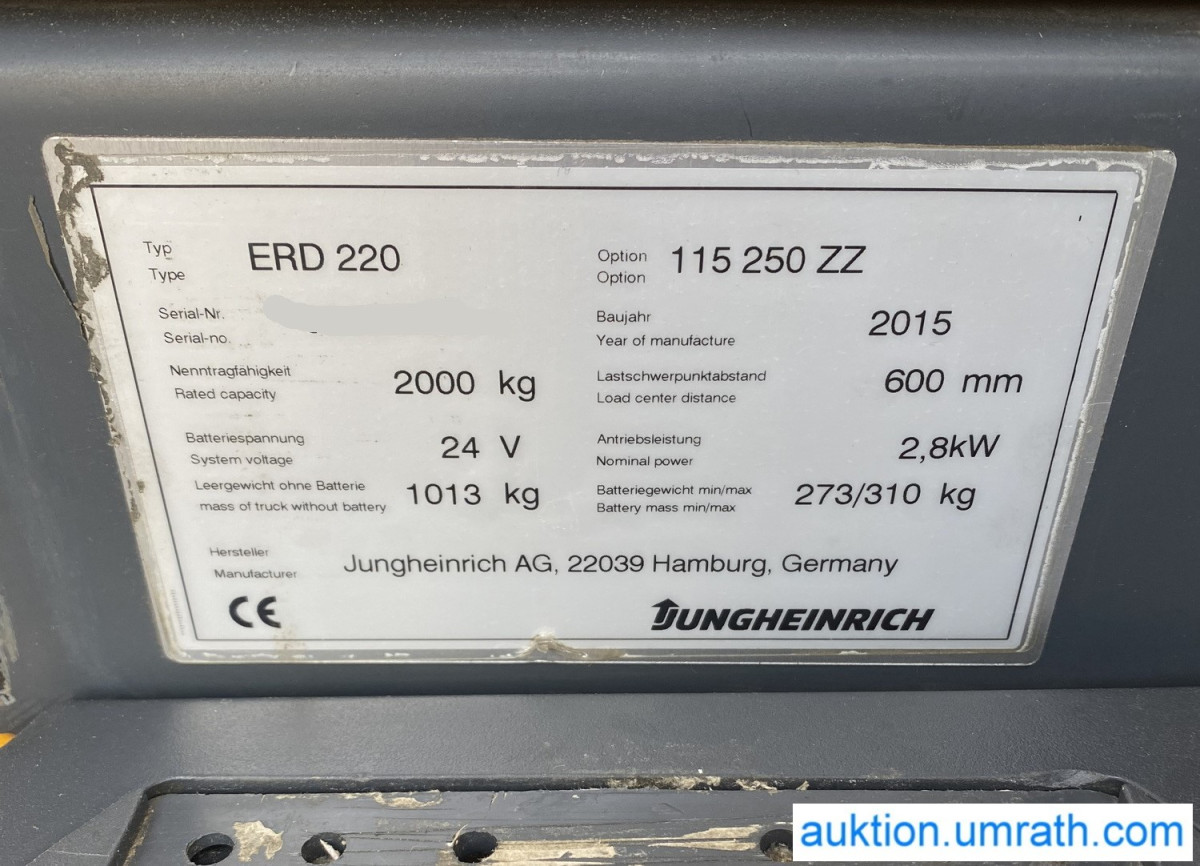 Typ ERD 220 Option 115 250 ZZ
Type Option
Serial-Nr. Baujahr 2015
Serial-no. Year of manufacture
Nenntragfähigkeit 2000 kg Lastschwerpunktabstand 600 mm
Rated capacity Load center distance
Batteriespannung 24 V Antriebsleistung 2,8kW
System voltage Nominal power
Leergewicht ohne Batterie 1013 kg Batteriegewicht min/max 273/310 kg
mass of truck without battery Battery mass min/max
Hersteller Jungheinrich AG, 22039 Hamburg, Germany
Manufacturer
CE JUNGHEINRICH
auktion.umrath.com